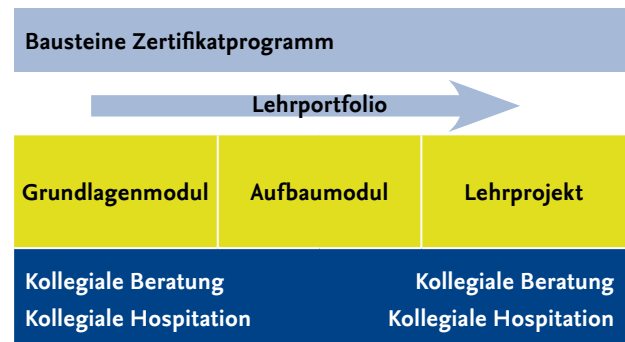 Bausteine Zertifikatprogramm
Lehrportfolio
Grundlagenmodul Aufbaumodul Lehrprojekt
Kollegiale Beratung Kollegiale Beratung
Kollegiale Hospitation Kollegiale Hospitation